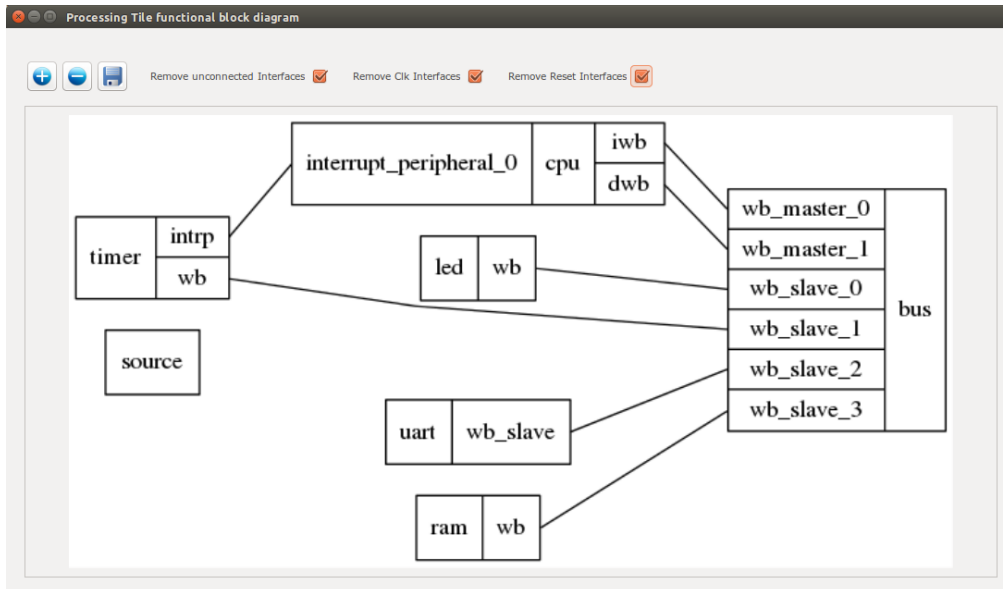 Processing Tile functional block diagram
Remove unconnected Interfaces
Remove Clk Interfaces
Remove Reset Interfaces
interrupt_peripheral_0
cpu
iwb
dwb
timer
intrp
wb
led
wb
source
uart
wb_slave
ram
wb
wb_master_0
wb_master_1
wb_slave_0
wb_slave_1
wb_slave_2
wb_slave_3
bus